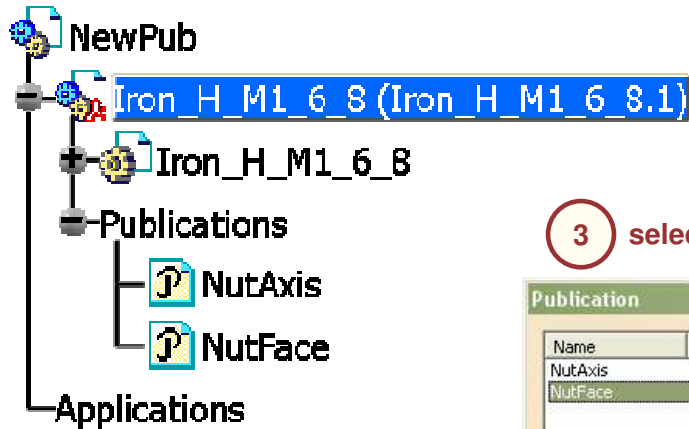 NewPub
Iron_H_M1_6_8 (Iron_H_M1_6_8.1)
Iron_H_M1_6_8
Publications
NutAxis
NutFace
Applications
3
Publication
Name
NutAxis
NutFace